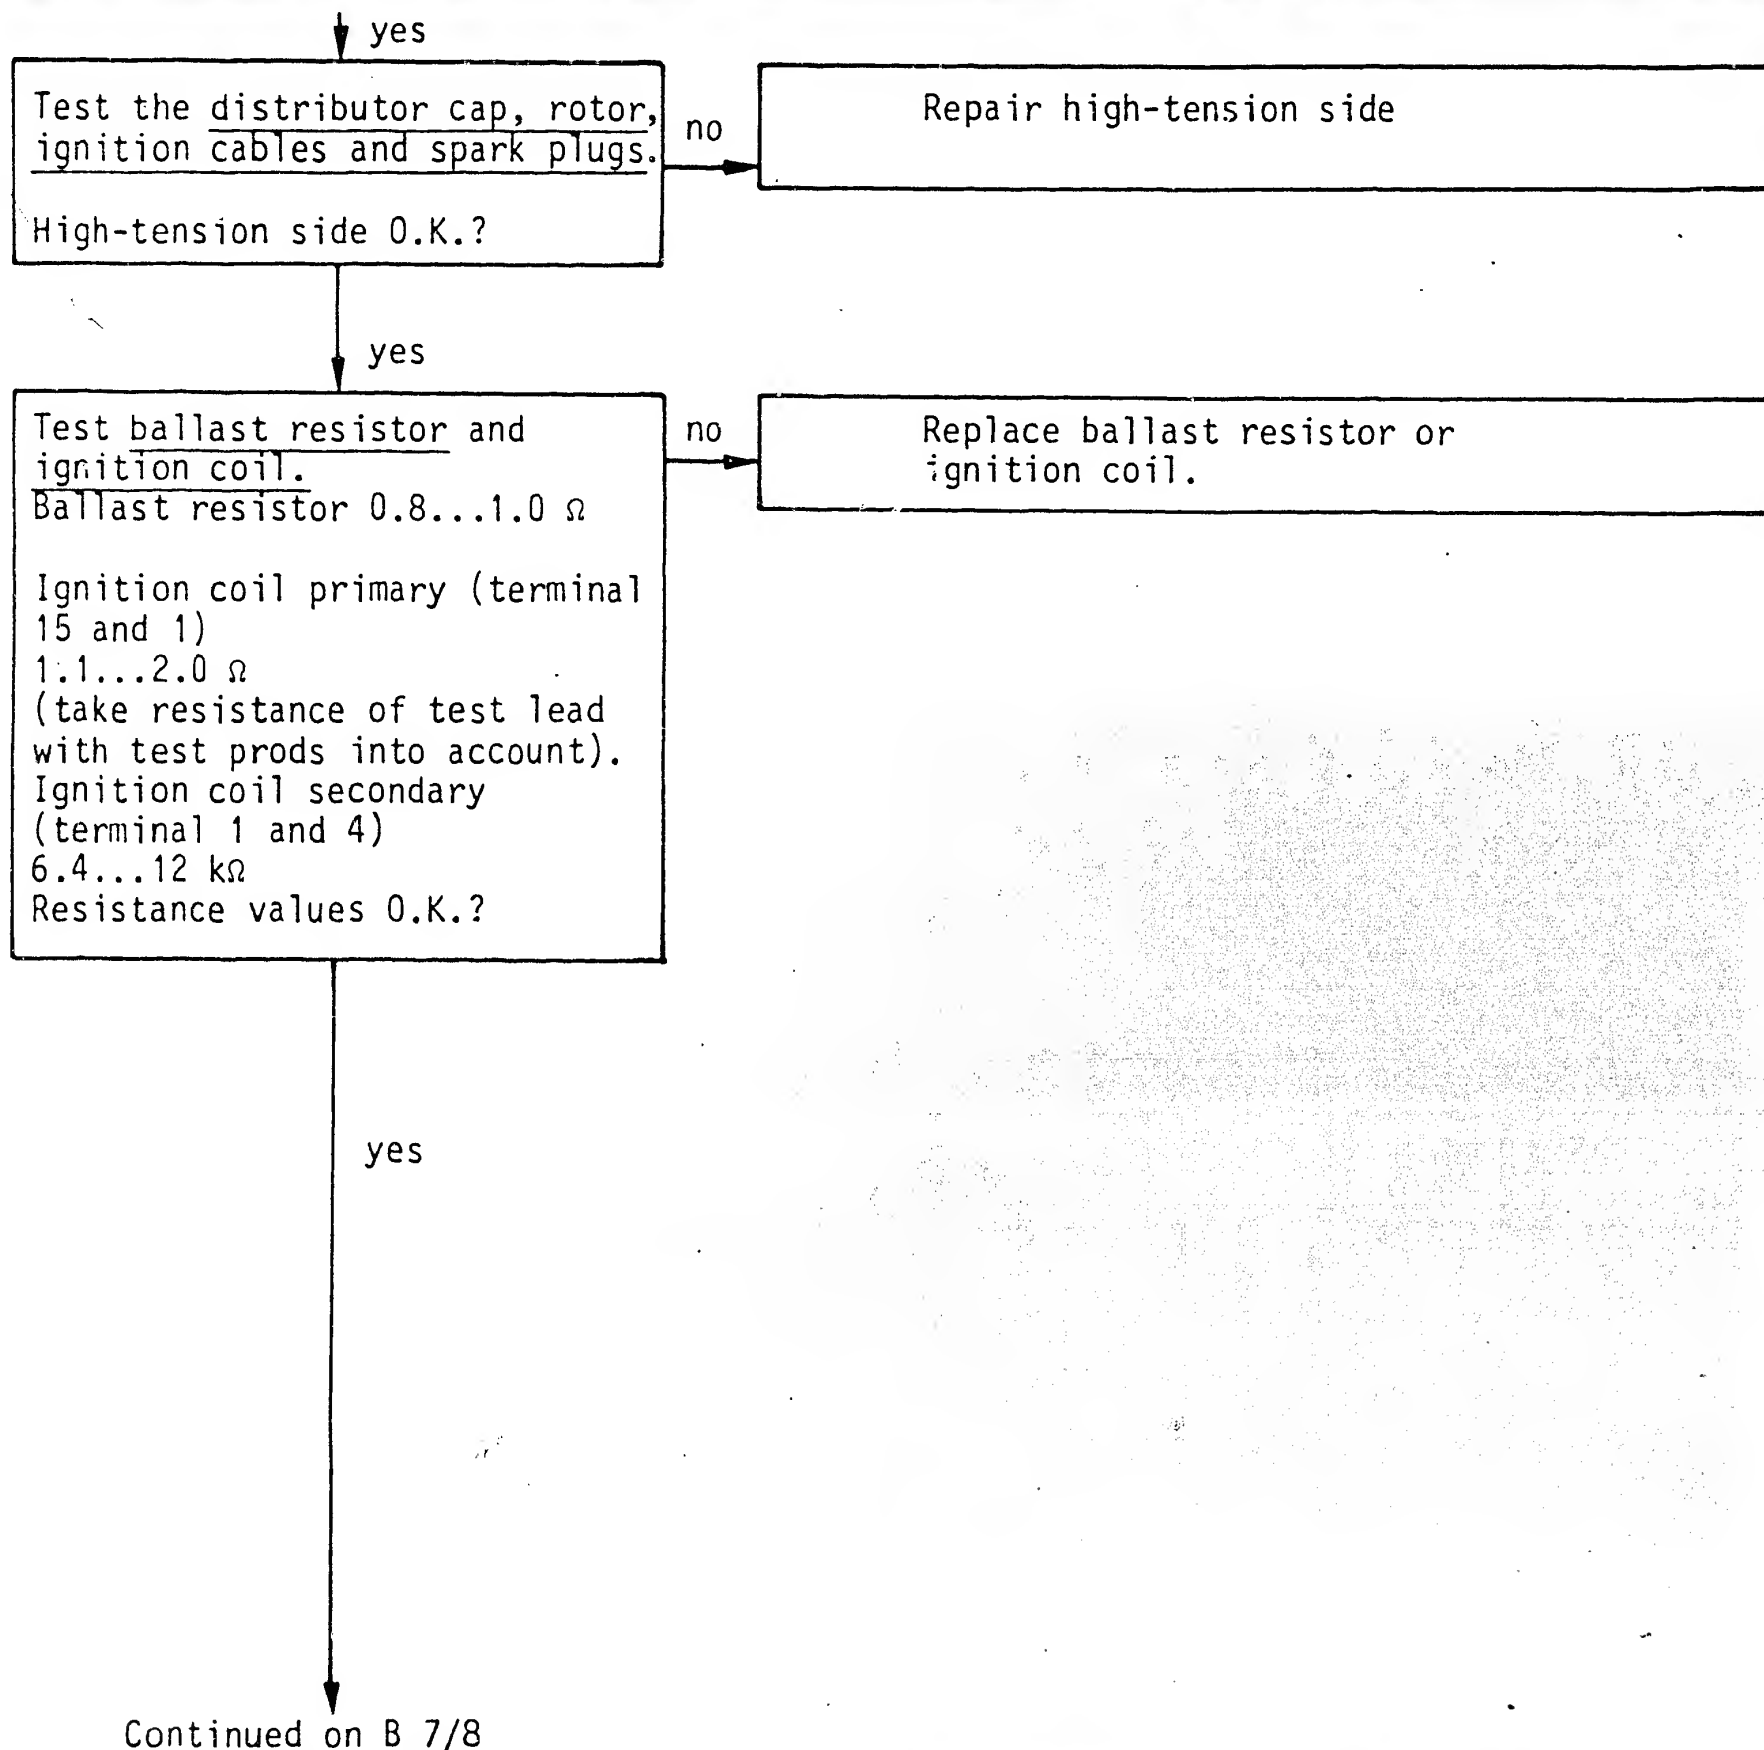 yes
Test the distributor cap, rotor,
ignition cables and spark plugs.
High-tension side O.K.?
no
Repair high-tension side
yes
Test ballast resistor and
ignition coil.
Ballast resistor 0.8...1.0 Ω
Ignition coil primary (terminal
15 and 1)
1.1...2.0 Ω
(take resistance of test lead
with test prods into account).
Ignition coil secondary
(terminal 1 and 4)
6.4...12 kΩ
Resistance values O.K.?
no
Replace ballast resistor or
ignition coil.
yes
Continued on B 7/8